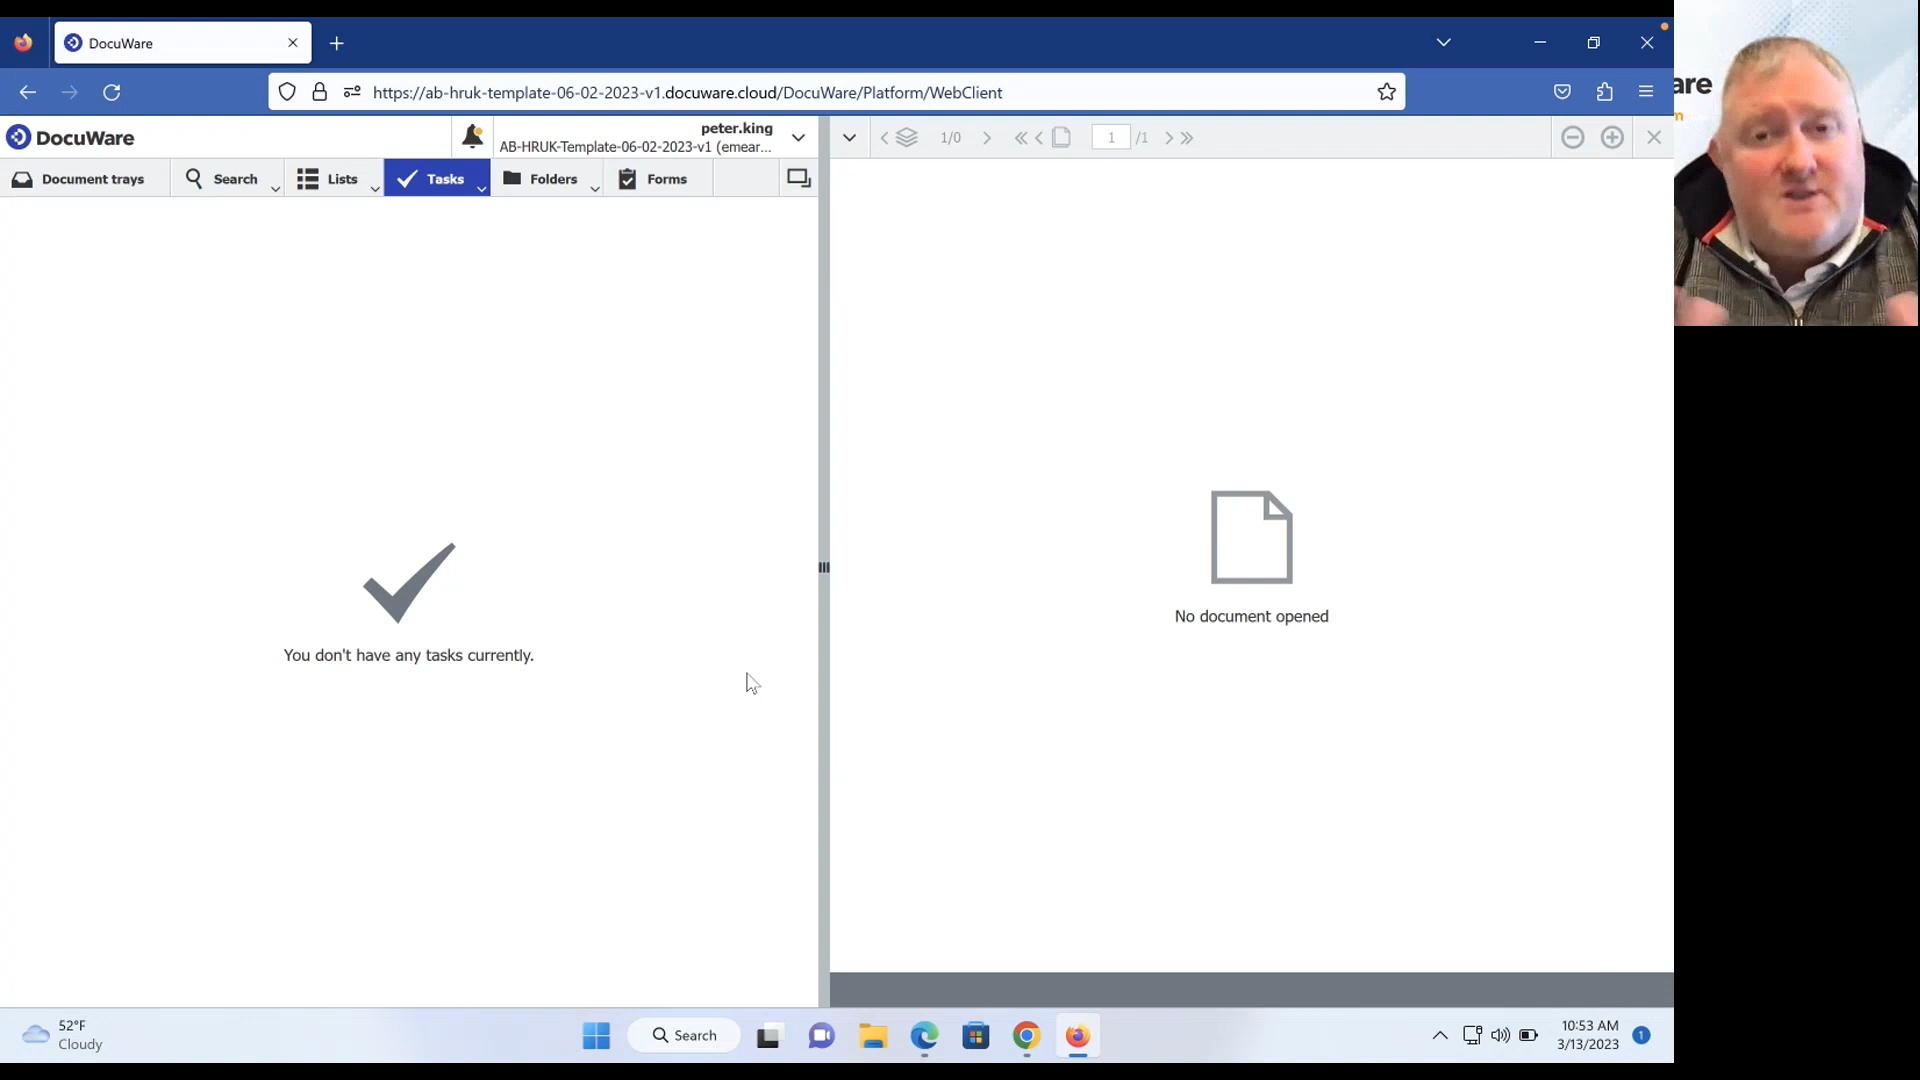 DocuWare
https://ab-hruk-template-06-02-2023-v1.docuware.cloud/DocuWare/Platform/WebClient
DocuWare
peter.king
AB-HRUK-Template-06-02-2023-v1 (emear...
1/0
1
/1
Document trays
Search
Lists
Tasks
Folders
Forms
You don't have any tasks currently.
No document opened
52°F
Cloudy
Search
10:53 AM
3/13/2023
1